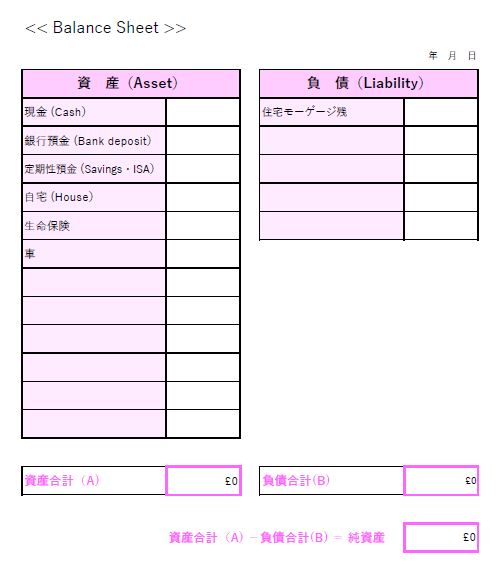 << Balance Sheet >>
年 月 日
資 産（Asset）
現金 (Cash)
銀行預金 (Bank deposit)
定期性預金 (Savings・ISA)
自宅 (House)
生命保険
車
負 債（Liability）
住宅モーゲージ残
資産合計（A） £0
負債合計(B) £0
資産合計（A）－負債合計(B) ＝ 純資産 £0